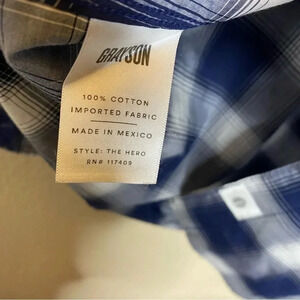 GRAYSON
100% COTTON
IMPORTED FABRIC
MADE IN MEXICO
STYLE: THE HERO
RN# 117409